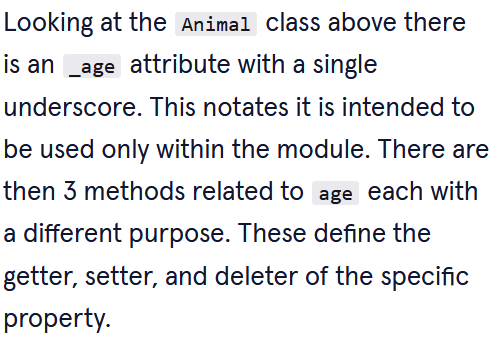 Looking at the Animal class above there
is an _age attribute with a single
underscore. This notates it is intended to
be used only within the module. There are
then 3 methods related to age each with
a different purpose. These define the
getter, setter, and deleter of the specific
property.